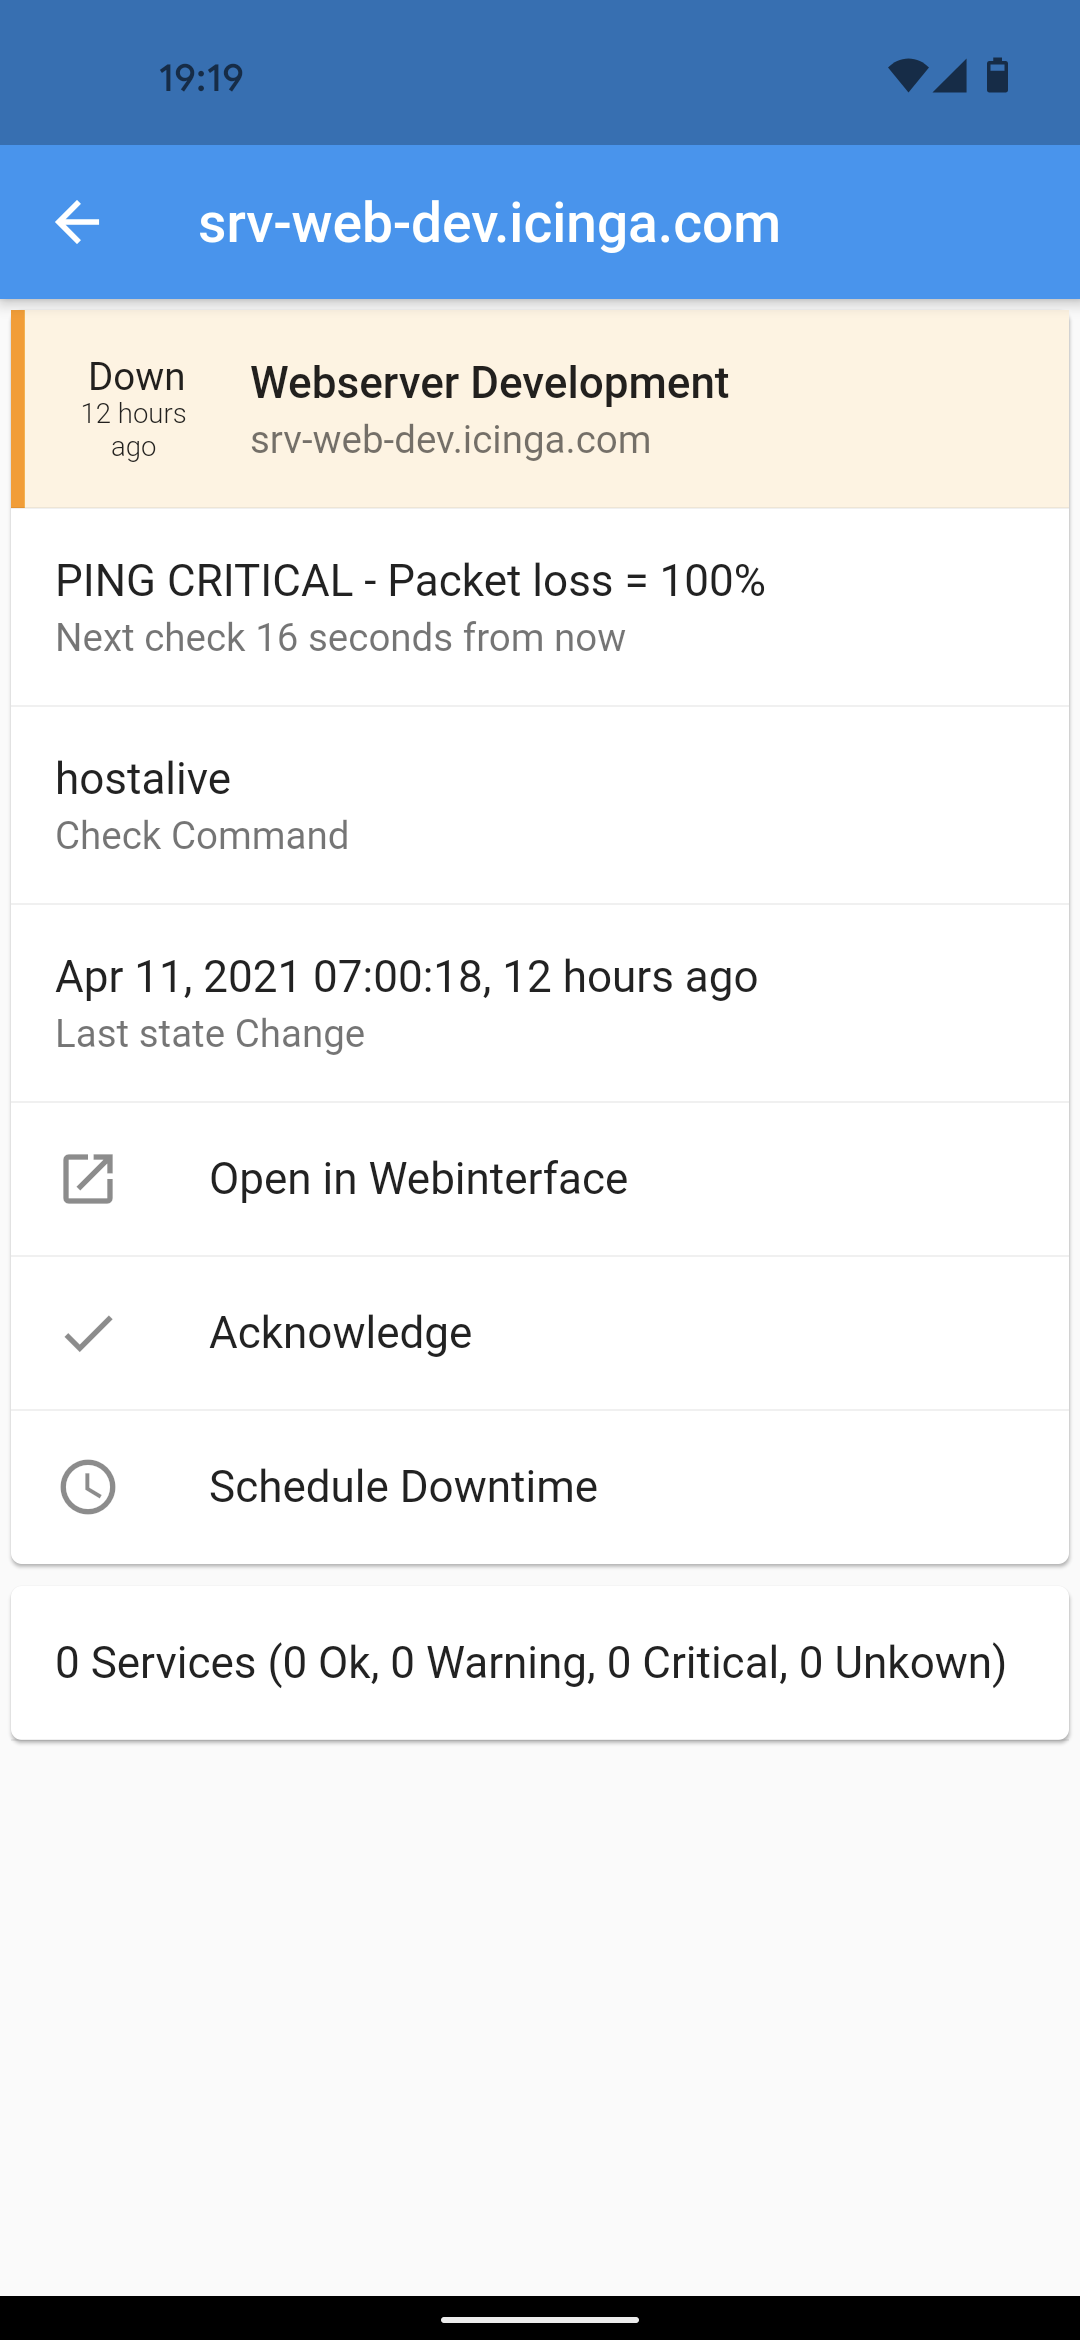 19:19
srv-web-dev.icinga.com
Down
12 hours
ago
Webserver Development
srv-web-dev.icinga.com
PING CRITICAL - Packet loss = 100%
Next check 16 seconds from now
hostalive
Check Command
Apr 11, 2021 07:00:18, 12 hours ago
Last state Change
Open in Webinterface
Acknowledge
Schedule Downtime
0 Services (0 Ok, 0 Warning, 0 Critical, 0 Unkown)